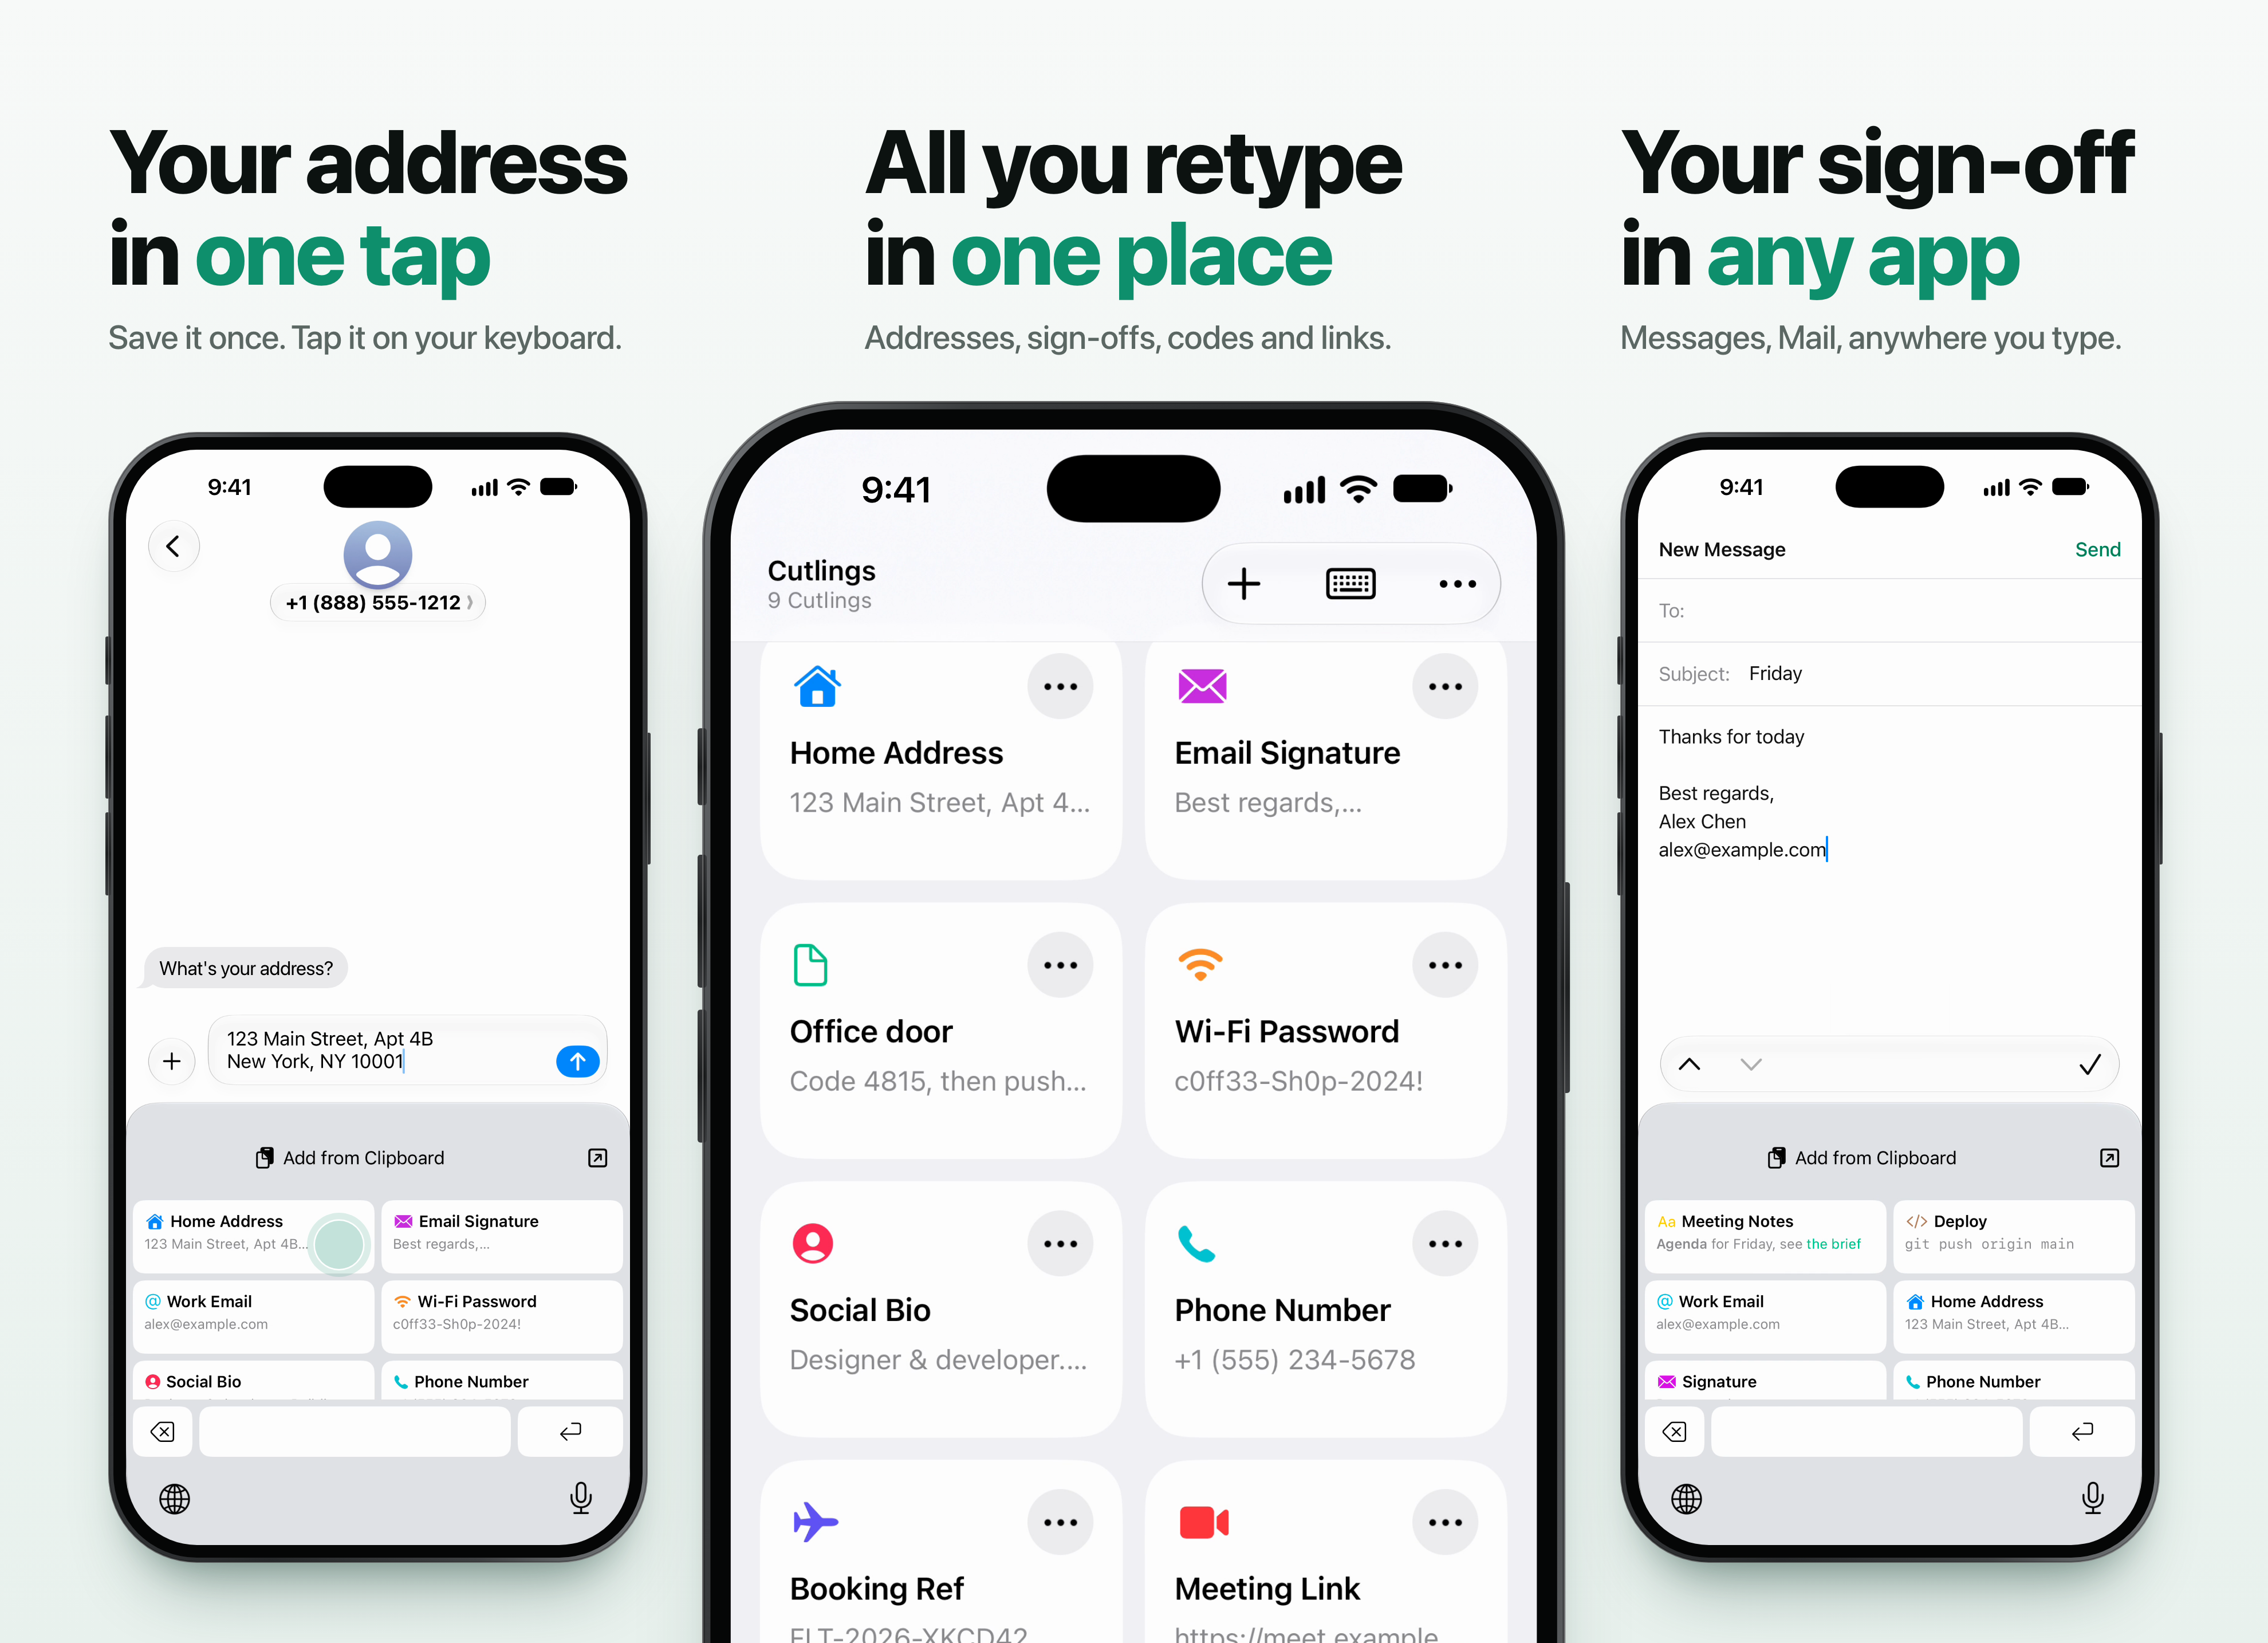 Your address
in one tap
Save it once. Tap it on your keyboard.
9:41
+1 (888) 555-1212
What's your address?
123 Main Street, Apt 4B
New York, NY 10001
Add from Clipboard
Home Address
123 Main Street, Apt 4B...
Email Signature
Best regards,...
@ Work Email
alex@example.com
Wi-Fi Password
c0ff33-Sh0p-2024!
Social Bio
Phone Number
All you retype
in one place
Addresses, sign-offs, codes and links.
9:41
Cutlings
9 Cutlings
Home Address
123 Main Street, Apt 4...
Email Signature
Best regards,...
Office door
Code 4815, then push...
Wi-Fi Password
c0ff33-Sh0p-2024!
Social Bio
Designer & developer....
Phone Number
+1 (555) 234-5678
Booking Ref
FLT-2026-XKCD42
Meeting Link
https://meet.example
Your sign-off
in any app
Messages, Mail, anywhere you type.
9:41
New Message
Send
To:
Subject: Friday
Thanks for today
Best regards,
Alex Chen
alex@example.com
Add from Clipboard
Aa Meeting Notes
Agenda for Friday, see the brief
</> Deploy
git push origin main
@ Work Email
alex@example.com
Home Address
123 Main Street, Apt 4B...
Signature
Phone Number